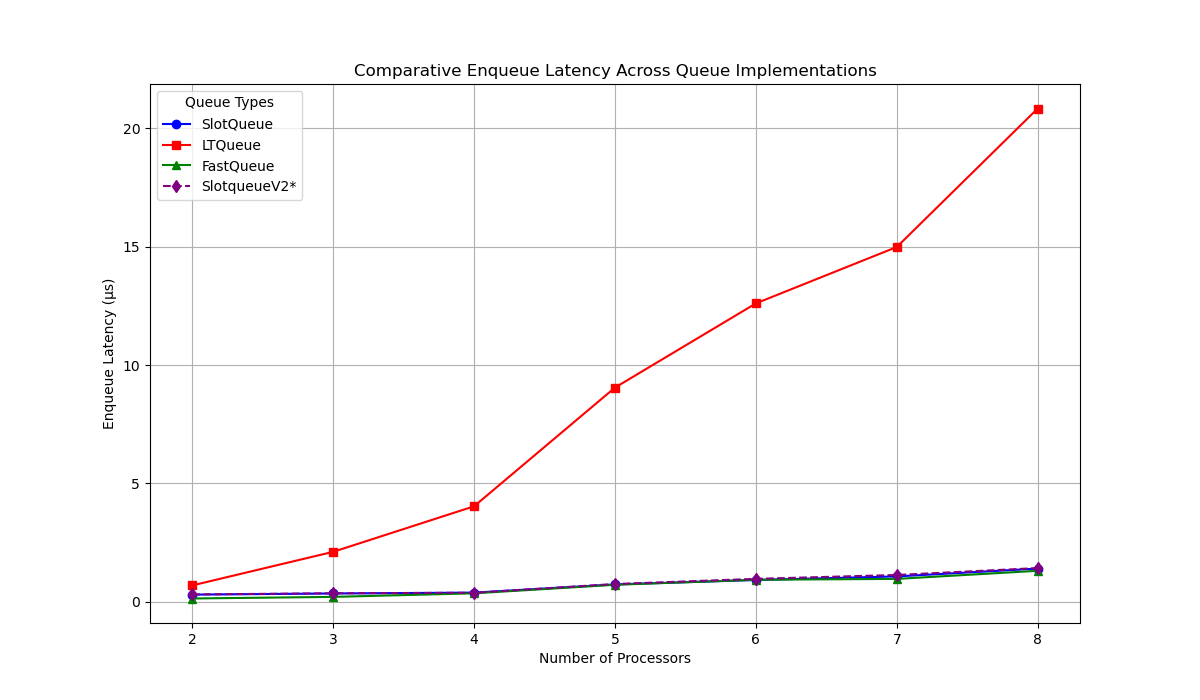 Comparative Enqueue Latency Across Queue Implementations
Queue Types
SlotQueue
LTQueue
FastQueue
SlotqueueV2*
Enqueue Latency (μs)
20
15
10
5
0
2 3 4 5 6 7 8
Number of Processors